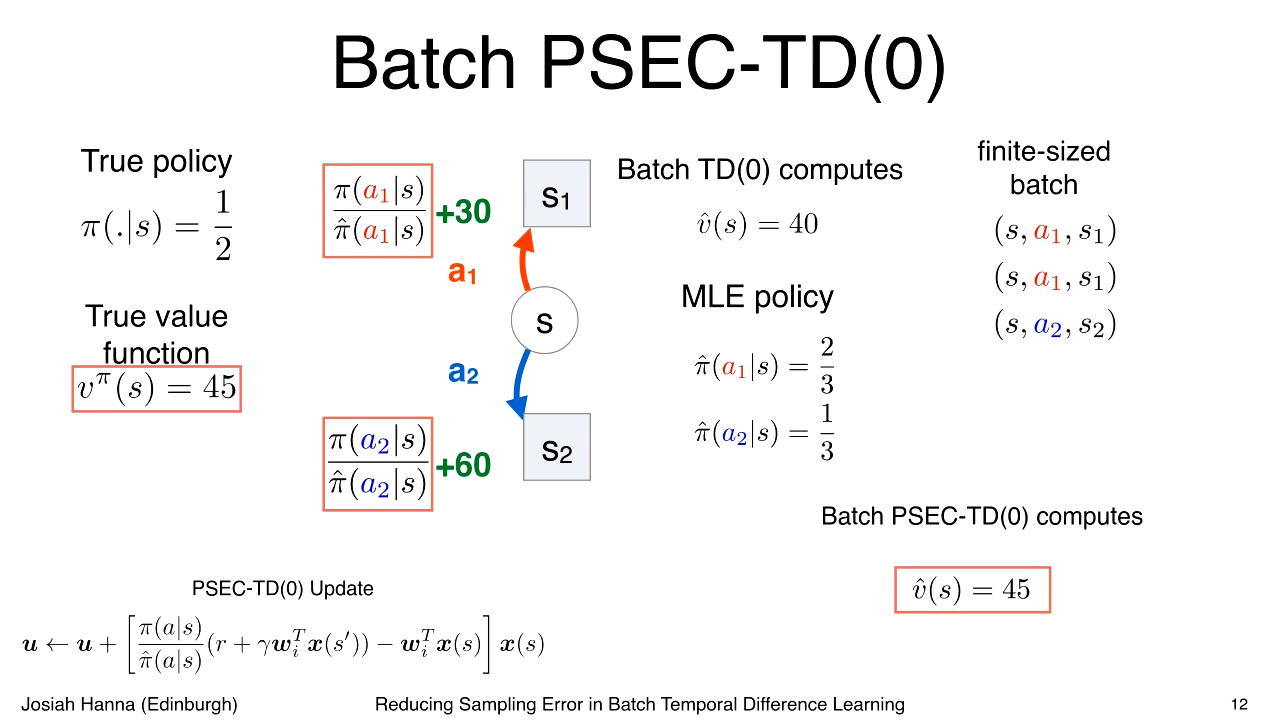 Batch PSEC-TD(0)
True policy
π(.|s) = 1/2
True value
function
v^π(s) = 45
π(a₁|s)
π̂(a₁|s)
+30
s₁
a₁
s
a₂
π(a₂|s)
π̂(a₂|s)
+60
s₂
Batch TD(0) computes
v̂(s) = 40
MLE policy
π̂(a₁|s) = 2/3
π̂(a₂|s) = 1/3
finite-sized
batch
(s, a₁, s₁)
(s, a₁, s₁)
(s, a₂, s₂)
Batch PSEC-TD(0) computes
v̂(s) = 45
PSEC-TD(0) Update
u ← u + [π(a|s)/π̂(a|s) (r + γw_i^T x(s′)) − w_i^T x(s)] x(s)
Josiah Hanna (Edinburgh)
Reducing Sampling Error in Batch Temporal Difference Learning
12